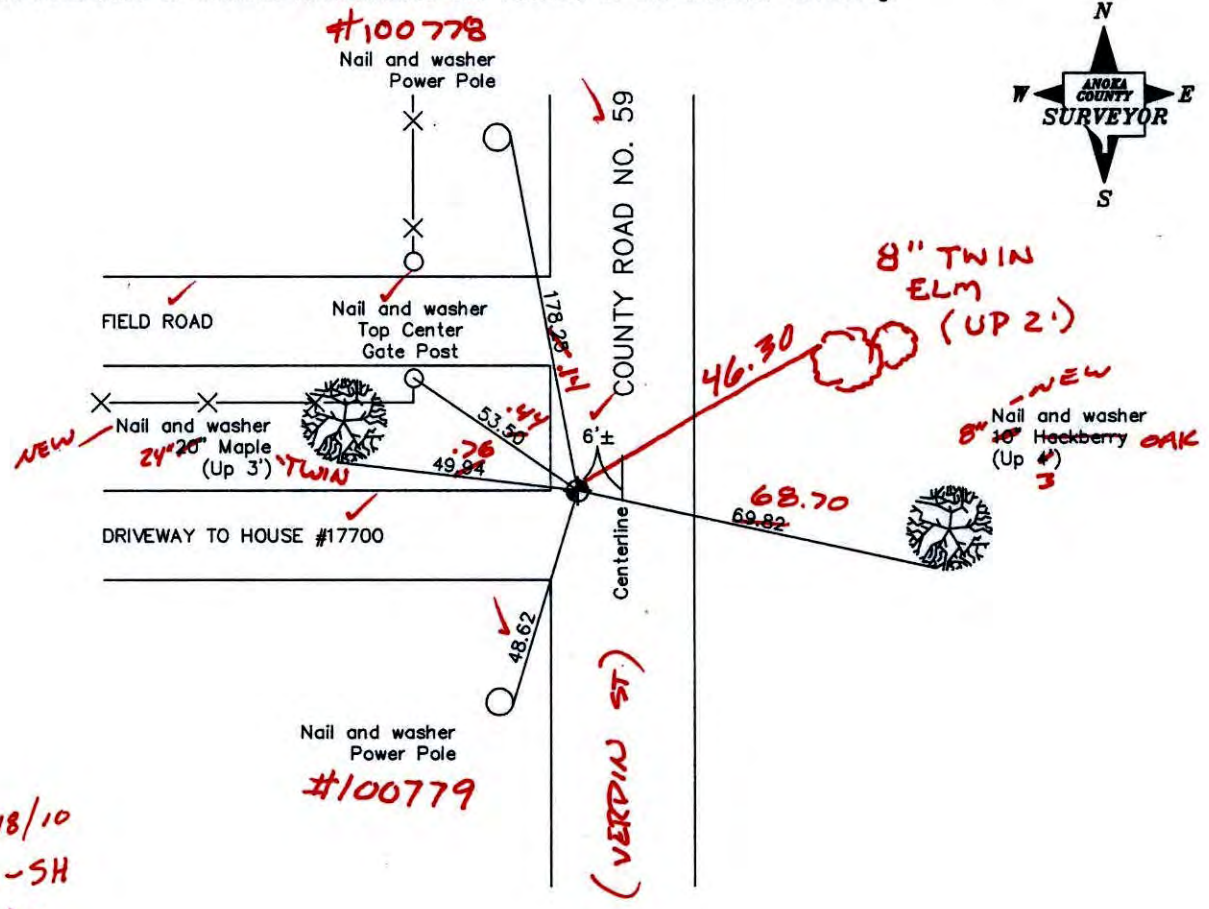 #100778
Nail and washer
Power Pole
N
W
ANOKA
COUNTY
E
SURVEYOR
S
COUNTY ROAD NO. 59
8" TWIN
ELM
(UP 2')
FIELD ROAD
Nail and washer
Top Center
Gate Post
178.28
.14
46.30
NEW
Nail and washer
8" 10" Hackberry OAK
(Up 4')
3
NEW
Nail and washer
24" 20" Maple
(Up 3') TWIN
53.50
.44
6'±
49.94
.76
68.70
69.82
DRIVEWAY TO HOUSE #17700
Centerline
48.62
Nail and washer
Power Pole
#100779
(VERDIN ST.)
8/10
-SH